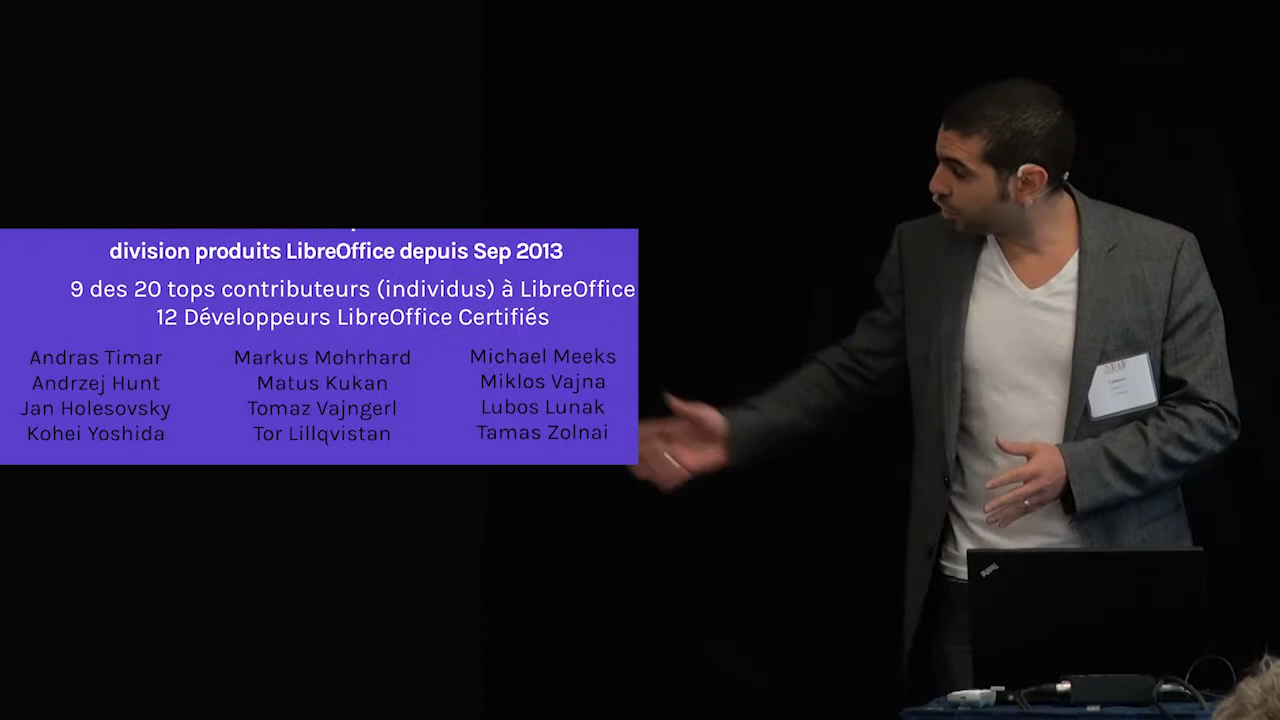 division produits LibreOffice depuis Sep 2013
9 des 20 tops contributeurs (individus) à LibreOffice
12 Développeurs LibreOffice Certifiés
Andras Timar Markus Mohrhard Michael Meeks
Andrzej Hunt Matus Kukan Miklos Vajna
Jan Holesovsky Tomaz Vajngerl Lubos Lunak
Kohei Yoshida Tor Lillqvistan Tamas Zolnai